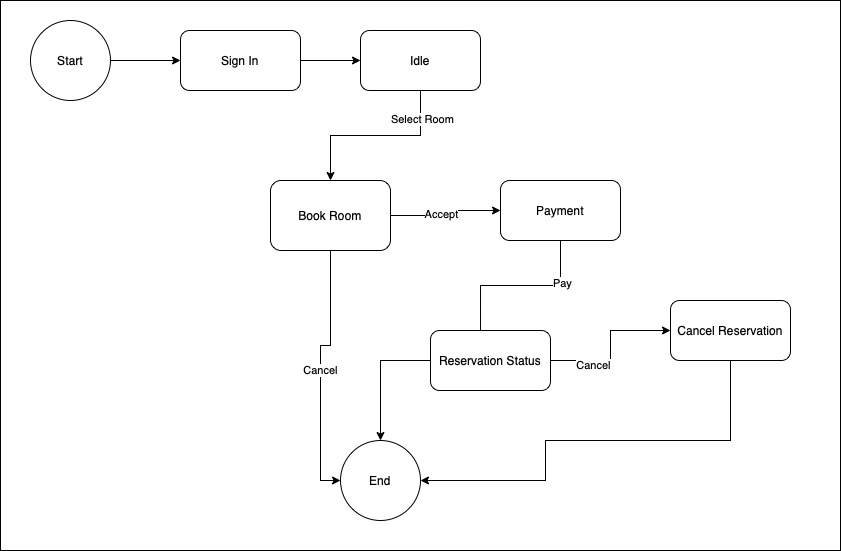 Start
Sign In
Idle
Select Room
Book Room
Accept
Payment
Pay
Cancel Reservation
Reservation Status
Cancel
Cancel
End